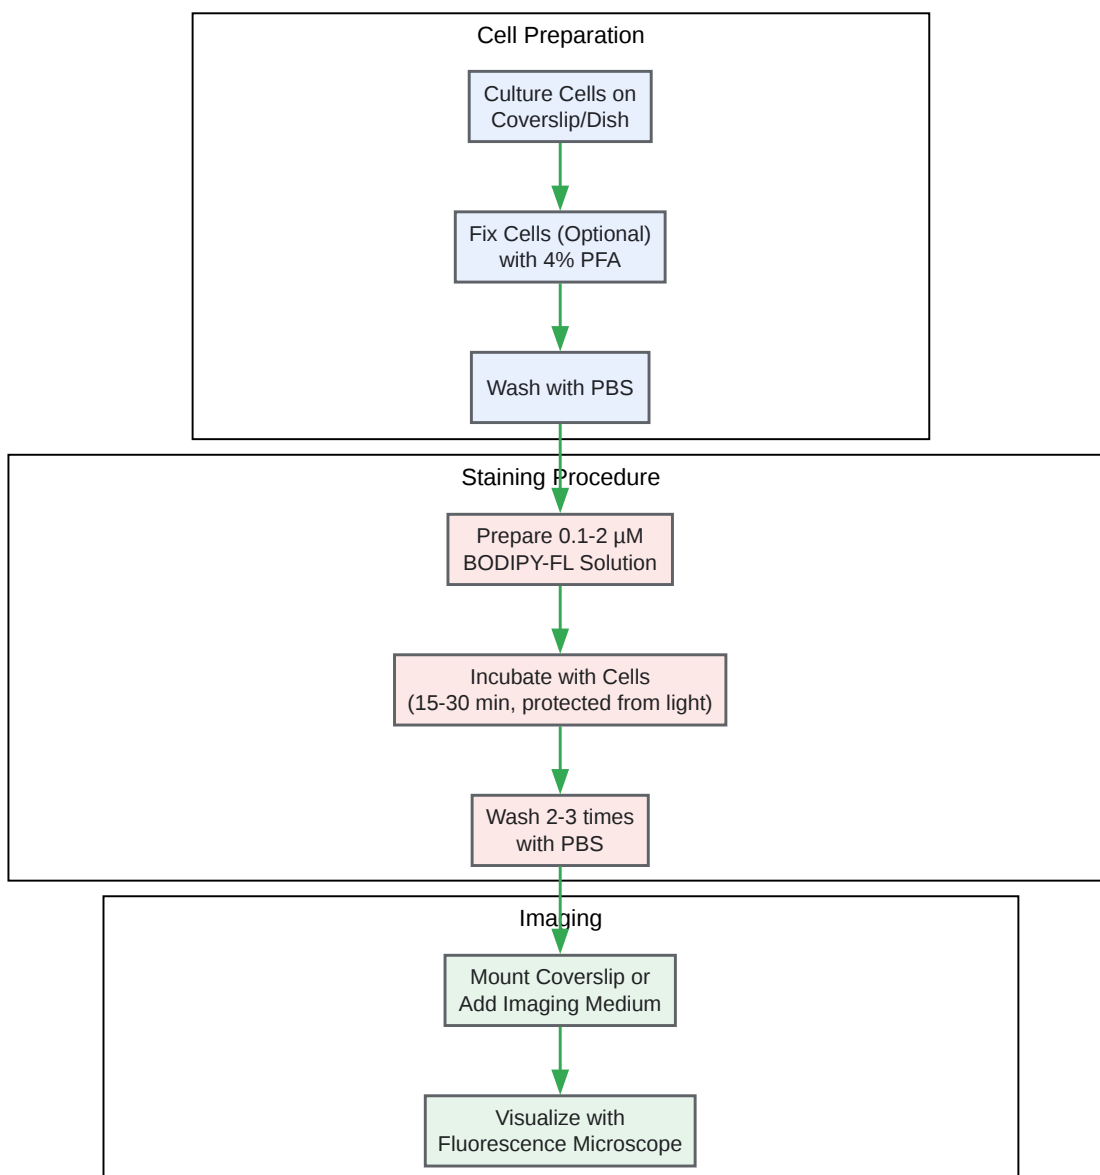 Cell Preparation
Culture Cells on
Coverslip/Dish
Fix Cells (Optional)
with 4% PFA
Wash with PBS
Staining Procedure
Prepare 0.1-2 µM
BODIPY-FL Solution
Incubate with Cells
(15-30 min, protected from light)
Wash 2-3 times
with PBS
Imaging
Mount Coverslip or
Add Imaging Medium
Visualize with
Fluorescence Microscope